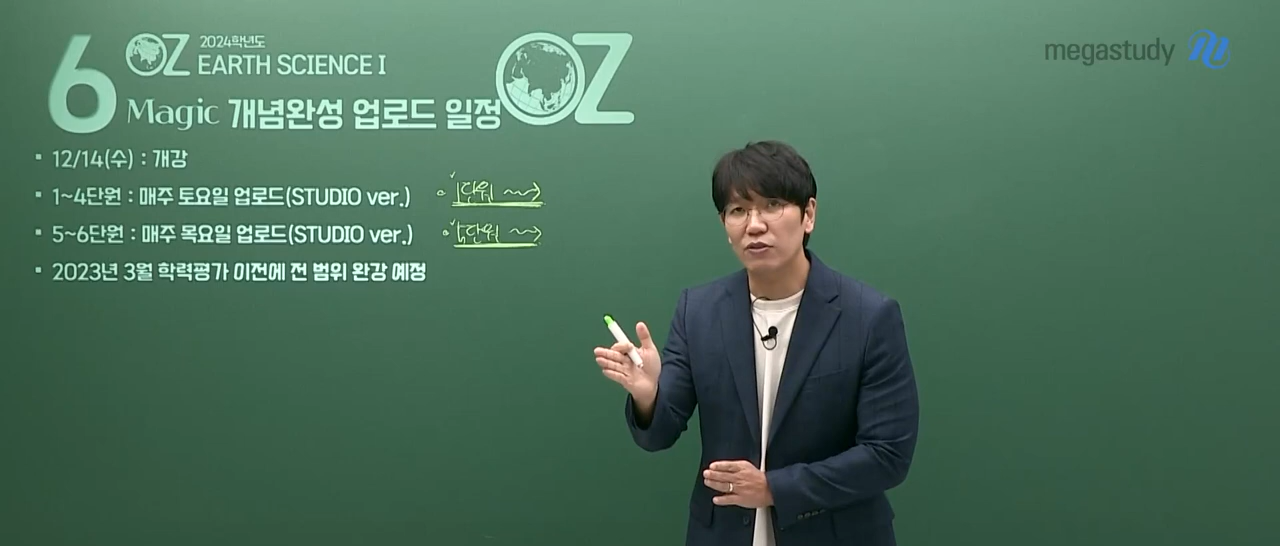 6
OZ 2024학년도
EARTH SCIENCE I
Magic 개념완성 업로드 일정
OZ
megastudy
▪ 12/14(수) : 개강
▪ 1~4단원 : 매주 토요일 업로드(STUDIO ver.)
1단원
▪ 5~6단원 : 매주 목요일 업로드(STUDIO ver.)
5단원
▪ 2023년 3월 학력평가 이전에 전 범위 완강 예정